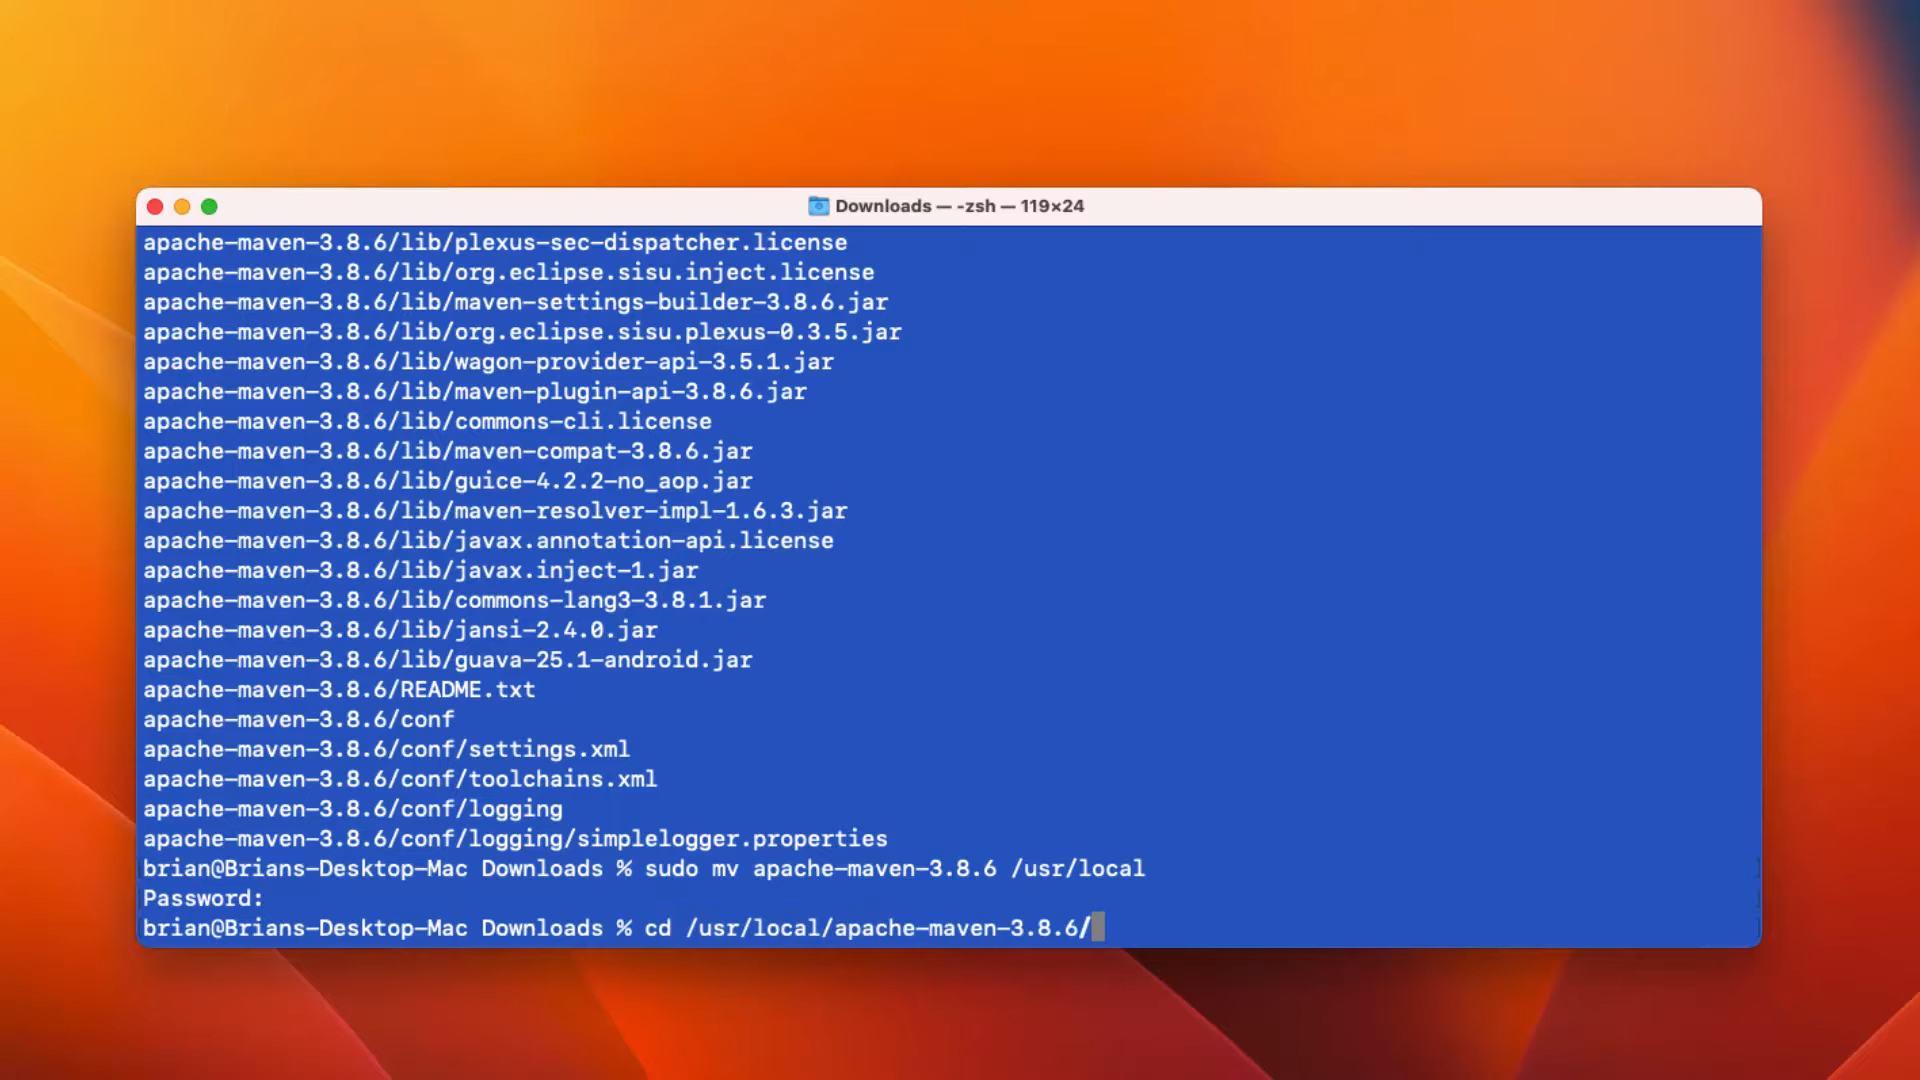 Downloads — -zsh — 119×24
apache-maven-3.8.6/lib/plexus-sec-dispatcher.license
apache-maven-3.8.6/lib/org.eclipse.sisu.inject.license
apache-maven-3.8.6/lib/maven-settings-builder-3.8.6.jar
apache-maven-3.8.6/lib/org.eclipse.sisu.plexus-0.3.5.jar
apache-maven-3.8.6/lib/wagon-provider-api-3.5.1.jar
apache-maven-3.8.6/lib/maven-plugin-api-3.8.6.jar
apache-maven-3.8.6/lib/commons-cli.license
apache-maven-3.8.6/lib/maven-compat-3.8.6.jar
apache-maven-3.8.6/lib/guice-4.2.2-no_aop.jar
apache-maven-3.8.6/lib/maven-resolver-impl-1.6.3.jar
apache-maven-3.8.6/lib/javax.annotation-api.license
apache-maven-3.8.6/lib/javax.inject-1.jar
apache-maven-3.8.6/lib/commons-lang3-3.8.1.jar
apache-maven-3.8.6/lib/jansi-2.4.0.jar
apache-maven-3.8.6/lib/guava-25.1-android.jar
apache-maven-3.8.6/README.txt
apache-maven-3.8.6/conf
apache-maven-3.8.6/conf/settings.xml
apache-maven-3.8.6/conf/toolchains.xml
apache-maven-3.8.6/conf/logging
apache-maven-3.8.6/conf/logging/simplelogger.properties
brian@Brians-Desktop-Mac Downloads % sudo mv apache-maven-3.8.6 /usr/local
Password:
brian@Brians-Desktop-Mac Downloads % cd /usr/local/apache-maven-3.8.6/